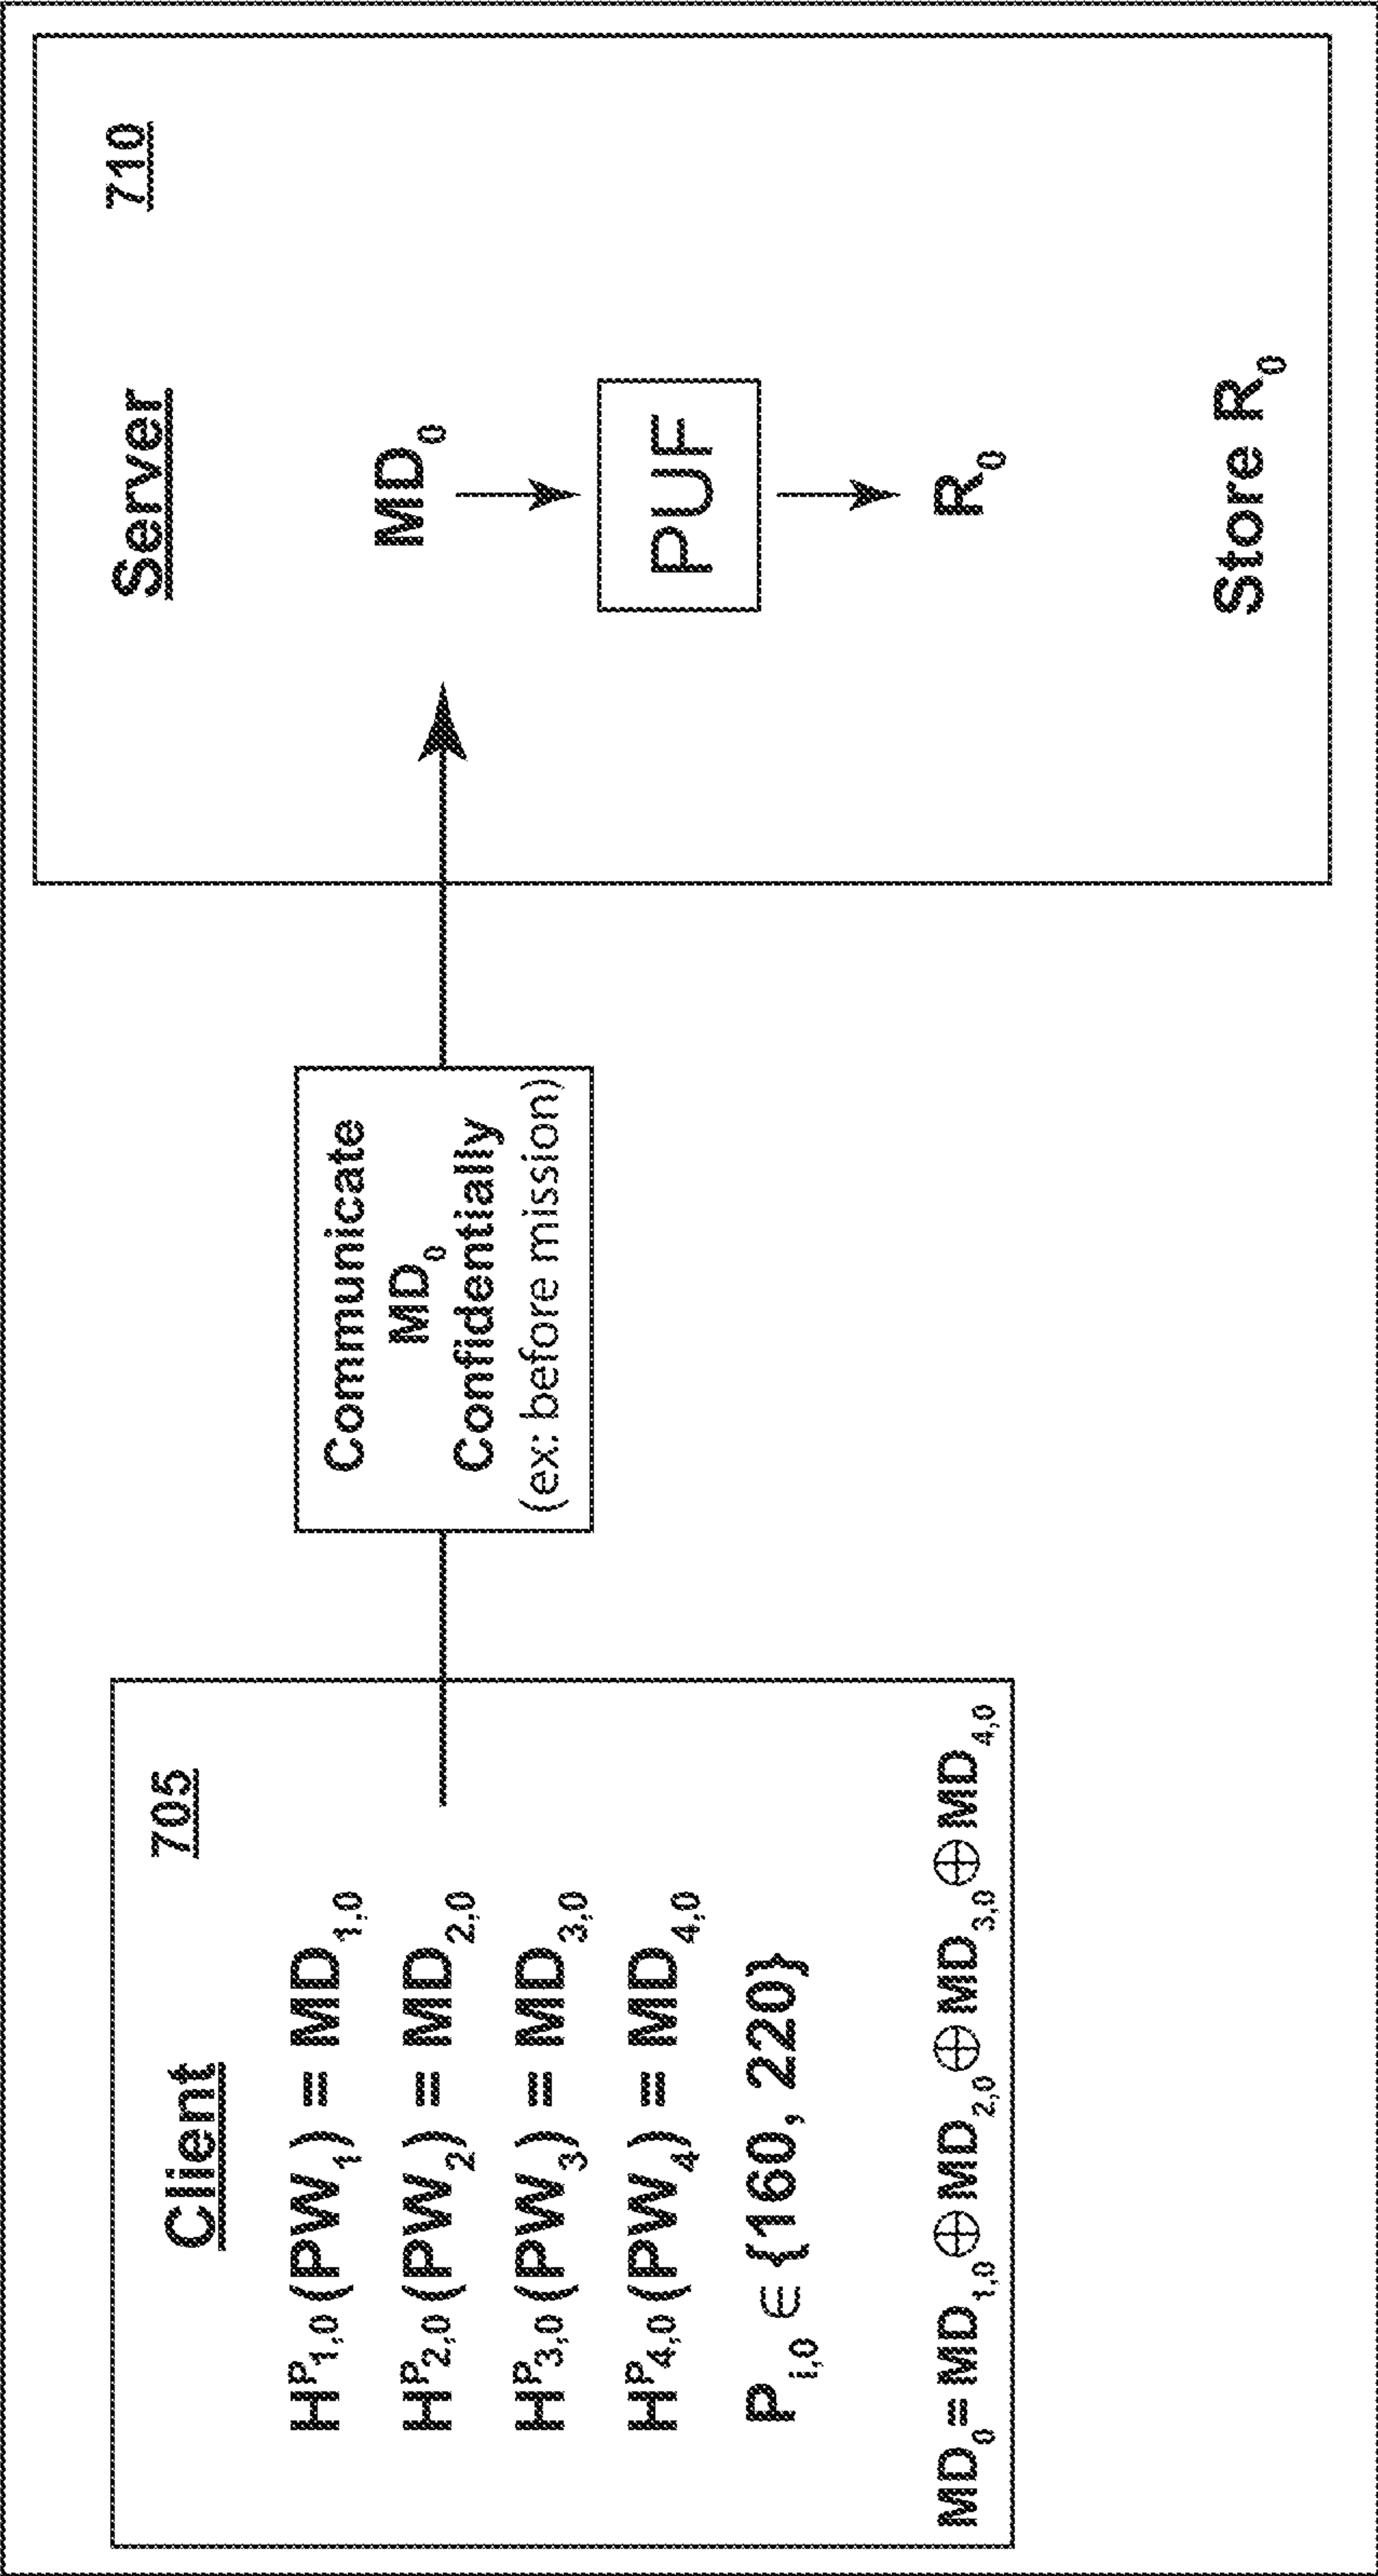 Client
705
H^P_{1,0}(PW_1) = MD_{1,0}
H^P_{2,0}(PW_2) = MD_{2,0}
H^P_{3,0}(PW_3) = MD_{3,0}
H^P_{4,0}(PW_4) = MD_{4,0}
P_{i,0} ∈ {160, 220}
MD_0 = MD_{1,0} ⊕ MD_{2,0} ⊕ MD_{3,0} ⊕ MD_{4,0}
Communicate
MD_0
Confidentially
(ex: before mission)
Server
710
MD_0
PUF
R_0
Store R_0